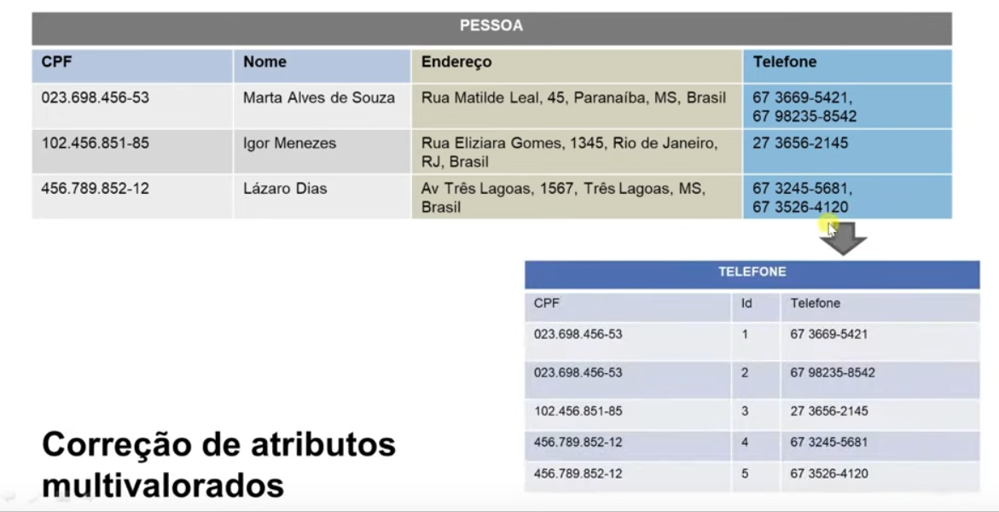 PESSOA
CPF Nome Endereço Telefone
023.698.456-53 Marta Alves de Souza Rua Matilde Leal, 45, Paranaíba, MS, Brasil 67 3669-5421,
67 98235-8542
102.456.851-85 Igor Menezes Rua Eliziara Gomes, 1345, Rio de Janeiro, 27 3656-2145
RJ, Brasil
456.789.852-12 Lázaro Dias Av Três Lagoas, 1567, Três Lagoas, MS, 67 3245-5681,
Brasil 67 3526-4120
TELEFONE
CPF Id Telefone
023.698.456-53 1 67 3669-5421
023.698.456-53 2 67 98235-8542
102.456.851-85 3 27 3656-2145
456.789.852-12 4 67 3245-5681
456.789.852-12 5 67 3526-4120
Correção de atributos
multivalorados